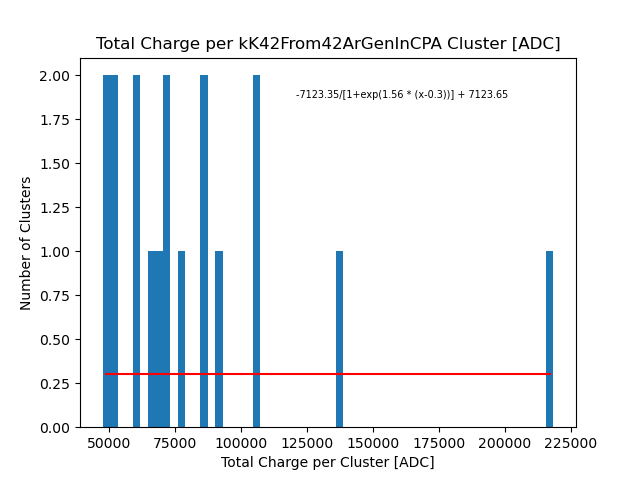 Total Charge per kK42From42ArGenInCPA Cluster [ADC]
2.00
-7123.35/[1+exp(1.56 * (x-0.3))] + 7123.65
1.75
1.50
1.25
Number of Clusters
1.00
0.75
0.50
0.25
0.00
50000 75000 100000 125000 150000 175000 200000 225000
Total Charge per Cluster [ADC]